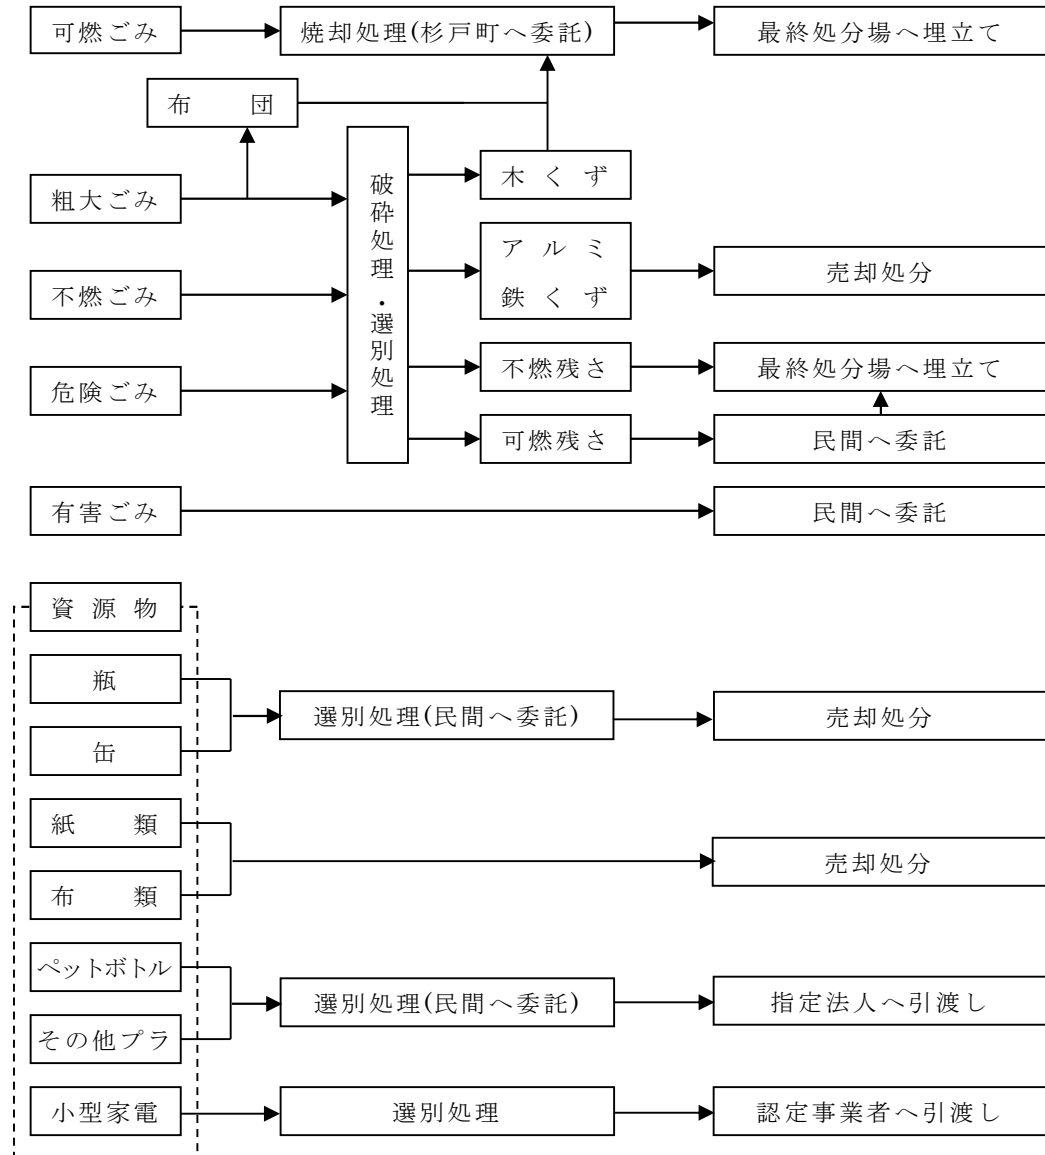 可燃ごみ
焼却処理(杉戸町へ委託)
最終処分場へ埋立て
布　　団
粗大ごみ
不燃ごみ
危険ごみ
破砕処理・選別処理
木くず
アルミ
鉄くず
売却処分
不燃残さ
最終処分場へ埋立て
可燃残さ
民間へ委託
有害ごみ
民間へ委託
資源物
瓶
缶
選別処理(民間へ委託)
売却処分
紙　　類
布　　類
売却処分
ペットボトル
その他プラ
選別処理(民間へ委託)
指定法人へ引渡し
小型家電
選別処理
認定事業者へ引渡し